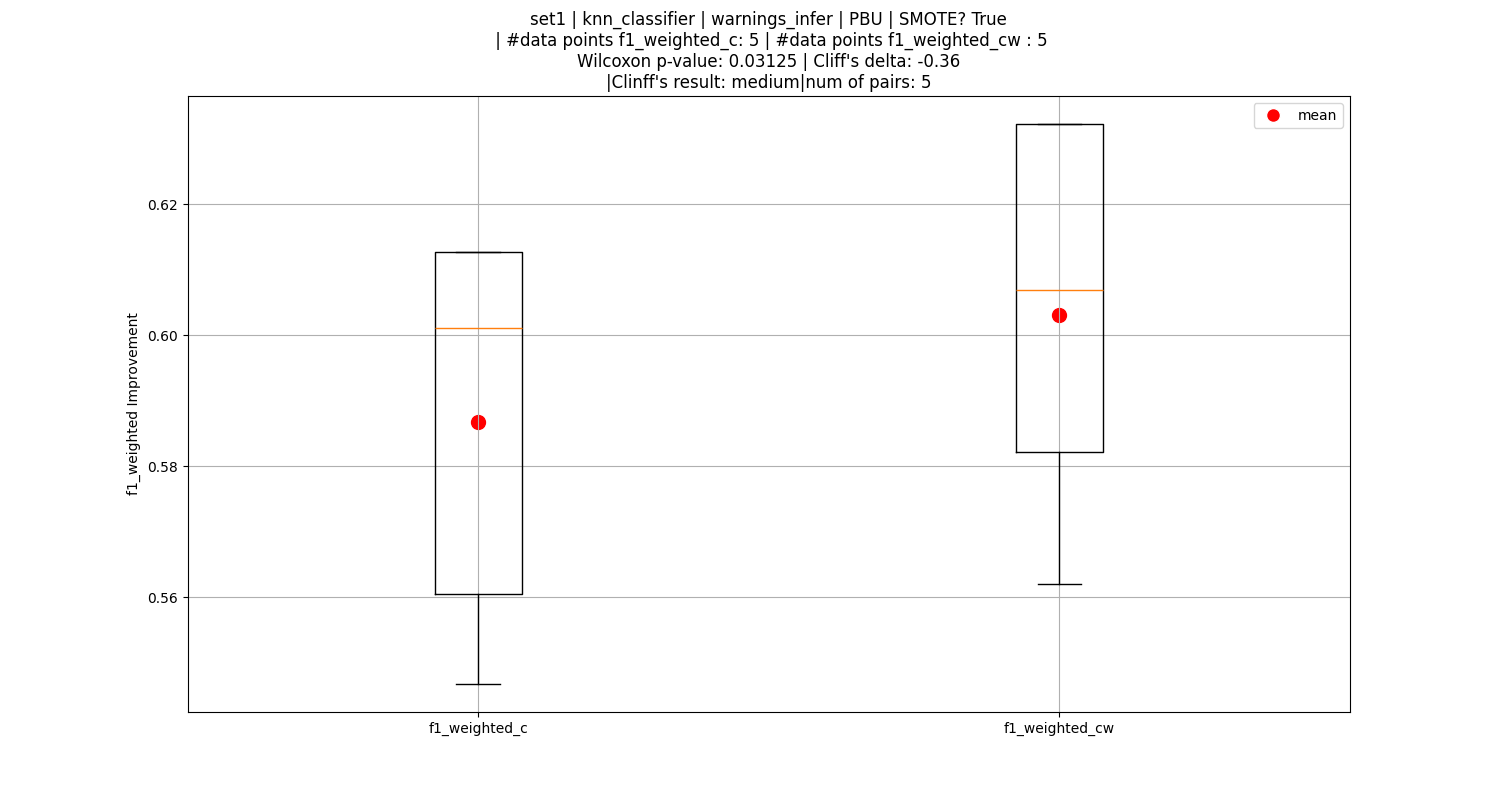 set1 | knn_classifier | warnings_infer | PBU | SMOTE? True
| #data points f1_weighted_c: 5 | #data points f1_weighted_cw : 5
Wilcoxon p-value: 0.03125 | Cliff's delta: -0.36
|Clinff's result: medium|num of pairs: 5
mean
0.62
0.60
0.58
0.56
f1_weighted Improvement
f1_weighted_c
f1_weighted_cw